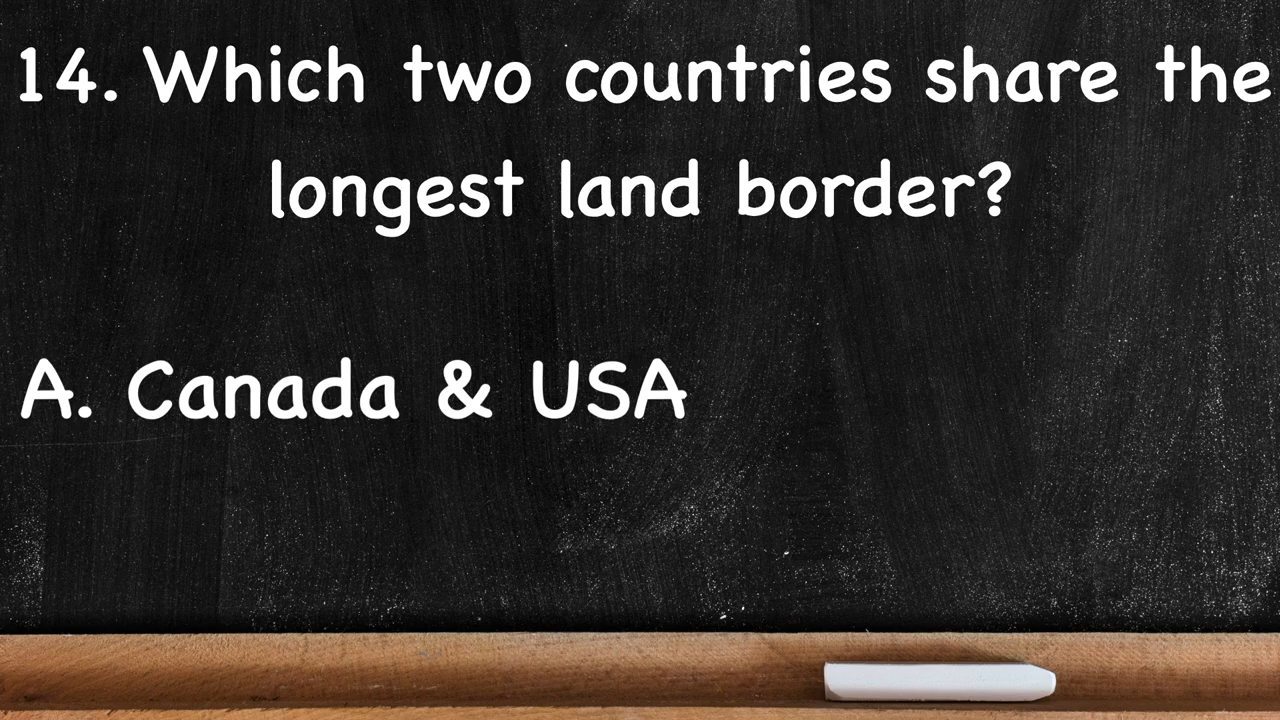 14. Which two countries share the
longest land border?
A. Canada & USA